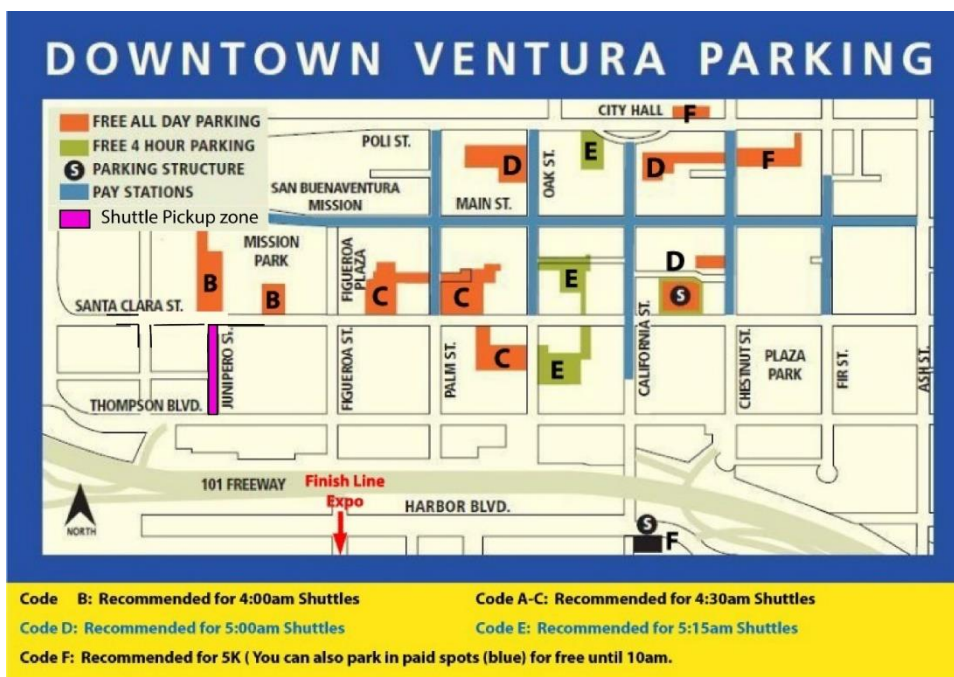 DOWNTOWN VENTURA PARKING
FREE ALL DAY PARKING
FREE 4 HOUR PARKING
S PARKING STRUCTURE
PAY STATIONS
Shuttle Pickup zone
CITY HALL
F
POLI ST.
D
E
OAK ST.
D
F
SAN BUENAVENTURA
MISSION
MAIN ST.
MISSION
PARK
FIGUEROA
PLAZA
B
B
C
C
E
D
S
SANTA CLARA ST.
JUNIPERO ST.
FIGUEROA ST.
PALM ST.
C
E
CALIFORNIA ST.
CHESTNUT ST.
PLAZA
PARK
FIR ST.
ASH ST.
THOMPSON BLVD.
101 FREEWAY
Finish Line
Expo
HARBOR BLVD.
NORTH
S
F
Code B: Recommended for 4:00am Shuttles
Code A-C: Recommended for 4:30am Shuttles
Code D: Recommended for 5:00am Shuttles
Code E: Recommended for 5:15am Shuttles
Code F: Recommended for 5K ( You can also park in paid spots (blue) for free until 10am.